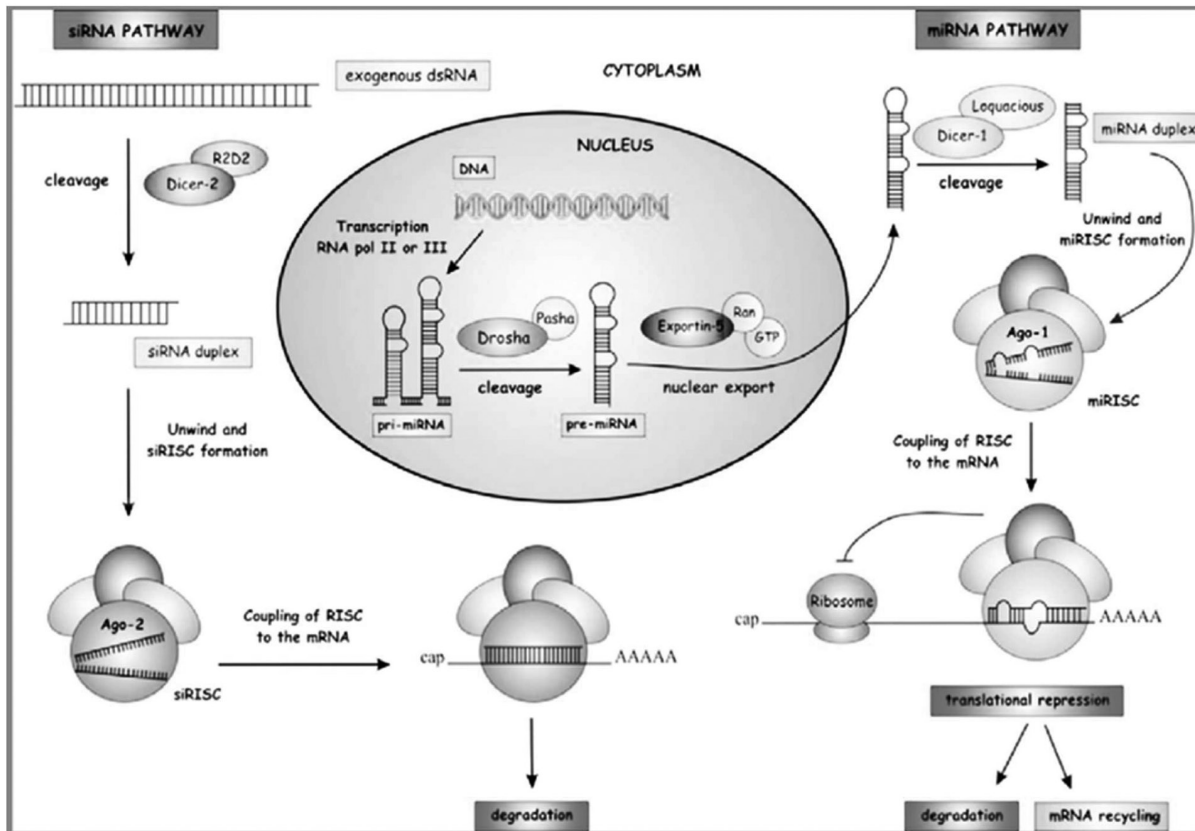 siRNA PATHWAY
exogenous dsRNA
cleavage
R2D2
Dicer-2
siRNA duplex
Unwind and
siRISC formation
Ago-2
siRISC
Coupling of RISC
to the mRNA
cap
AAAAA
degradation
CYTOPLASM
NUCLEUS
DNA
Transcription
RNA pol II or III
pri-miRNA
Drosha
Pasha
cleavage
pre-miRNA
Exportin-5
Ran
GTP
nuclear export
miRNA PATHWAY
Loquacious
Dicer-1
cleavage
miRNA duplex
Unwind and
miRISC formation
Ago-1
miRISC
Coupling of RISC
to the mRNA
Ribosome
cap
AAAAA
translational repression
degradation
mRNA recycling